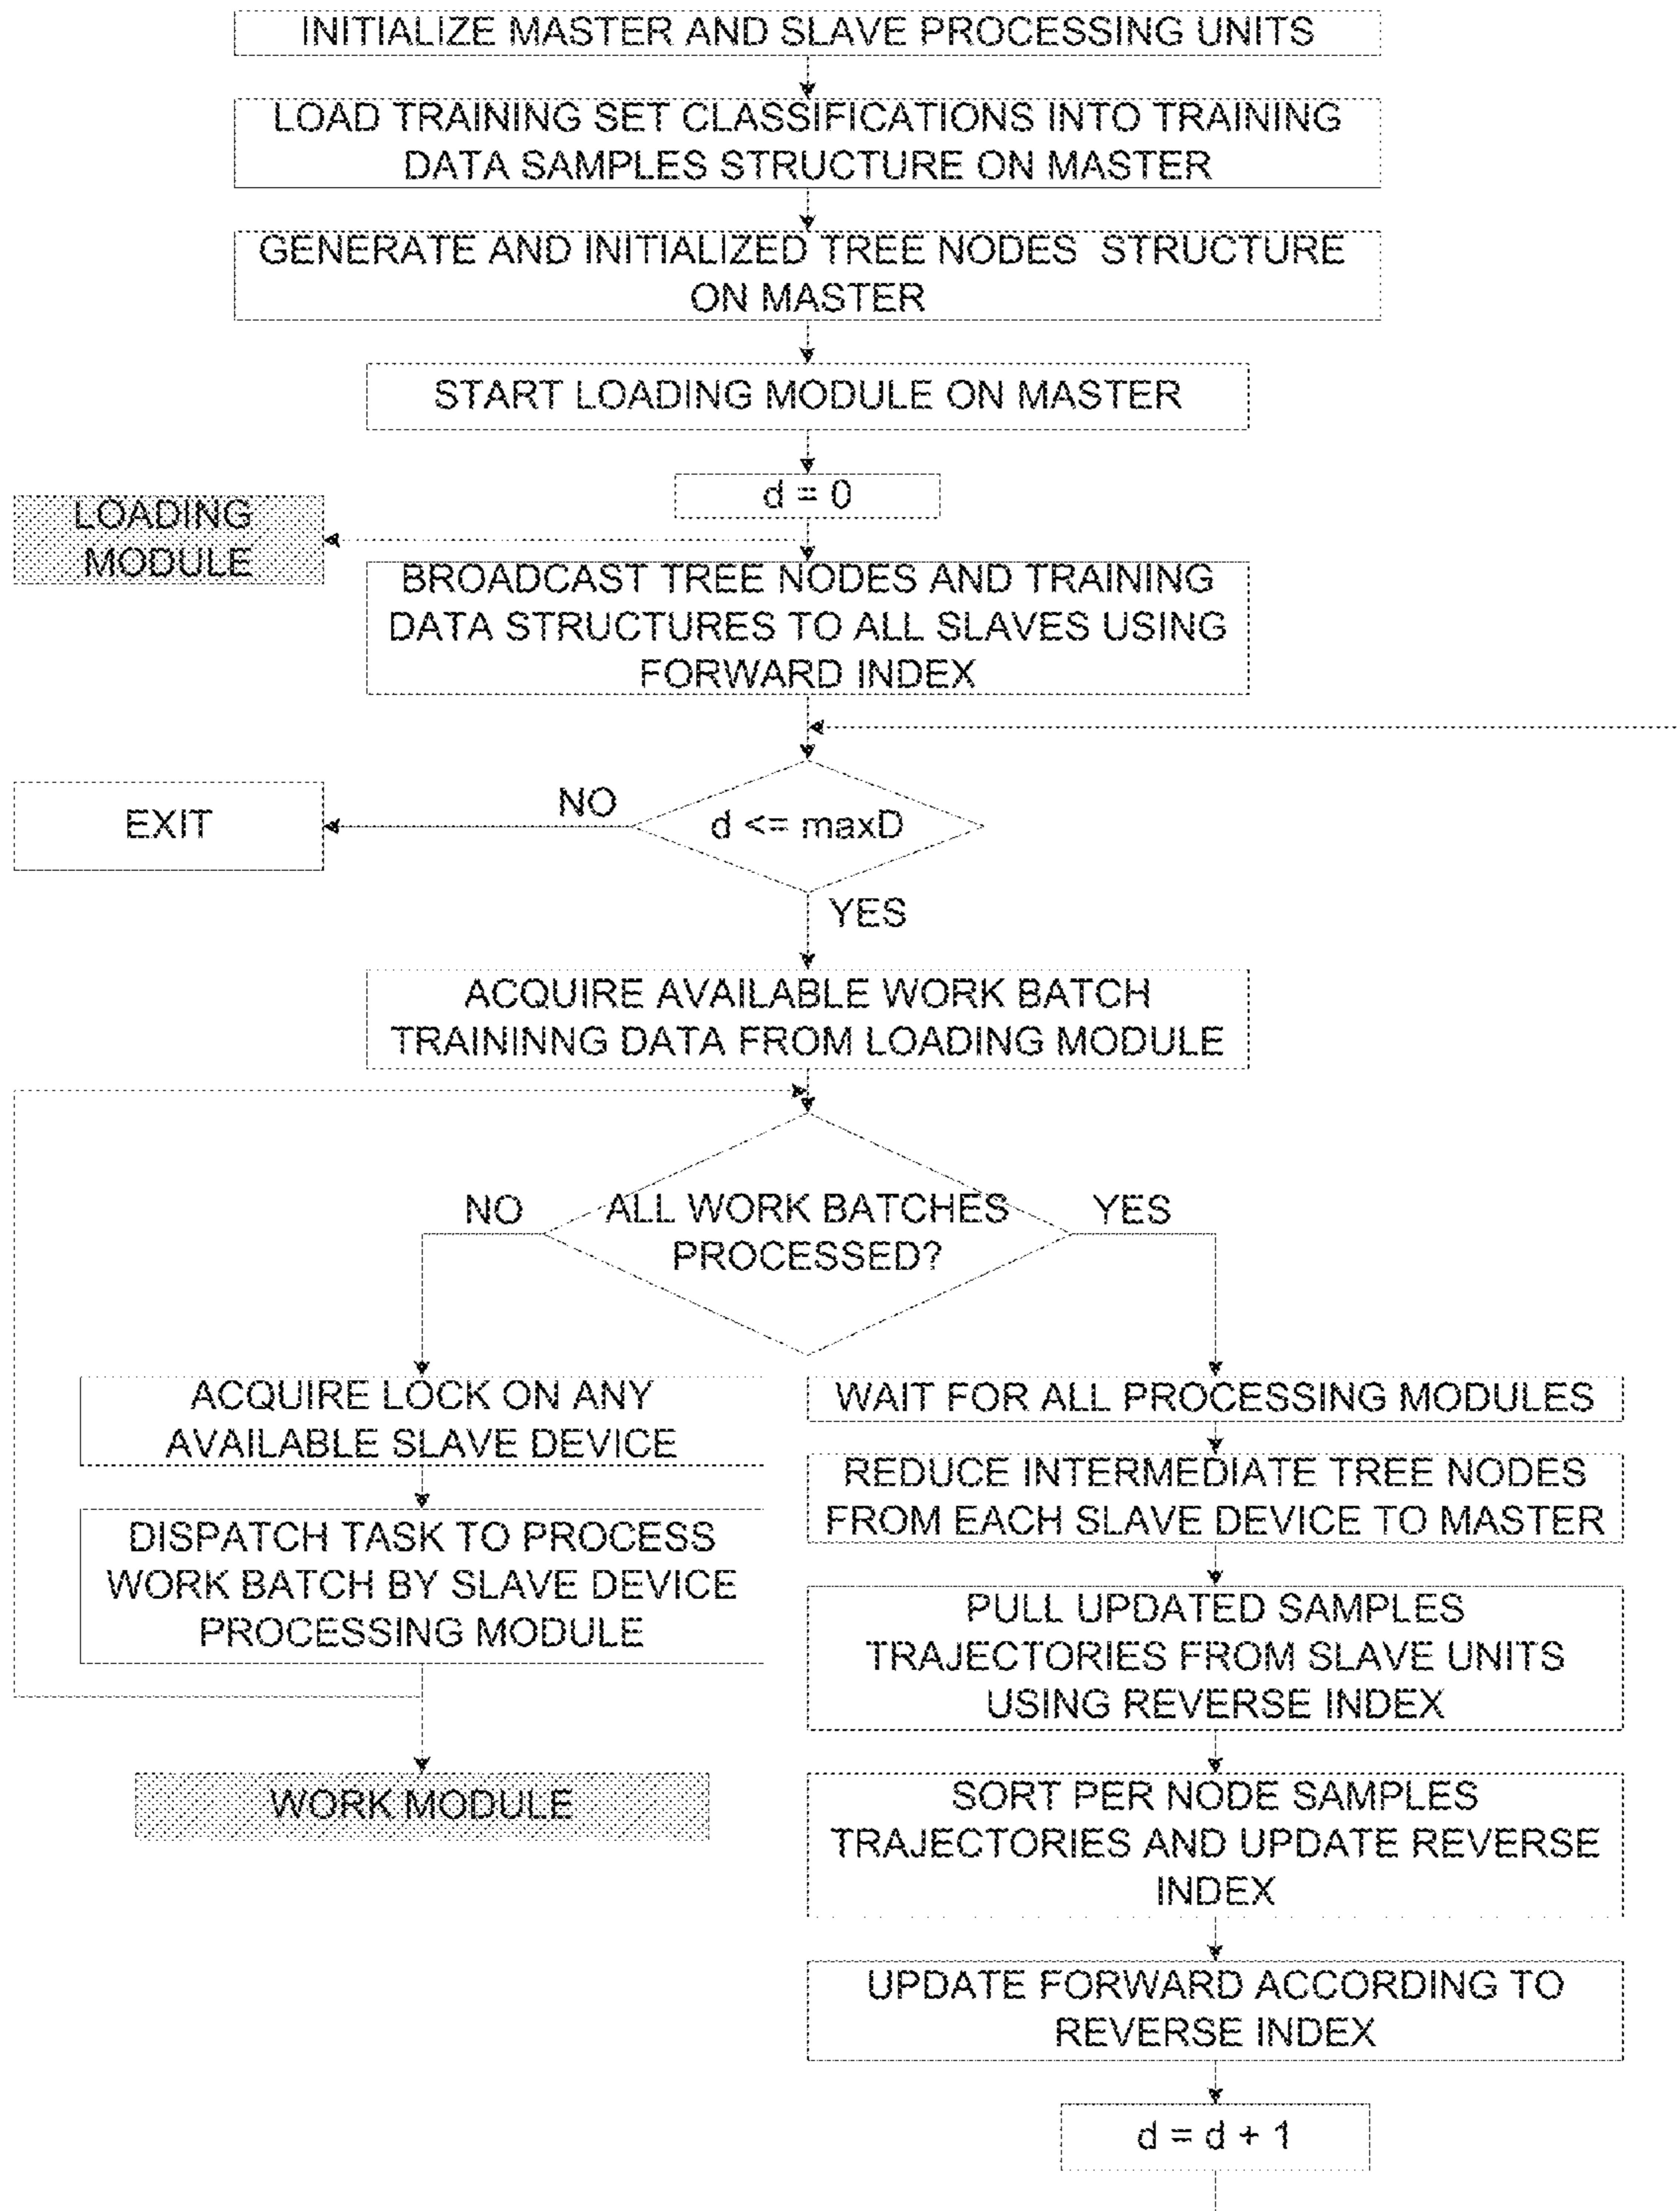 INITIALIZE MASTER AND SLAVE PROCESSING UNITS
LOAD TRAINING SET CLASSIFICATIONS INTO TRAINING
DATA SAMPLES STRUCTURE ON MASTER
GENERATE AND INITIALIZED TREE NODES STRUCTURE
ON MASTER
START LOADING MODULE ON MASTER
d = 0
LOADING
MODULE
BROADCAST TREE NODES AND TRAINING
DATA STRUCTURES TO ALL SLAVES USING
FORWARD INDEX
EXIT
NO
d <= maxD
YES
ACQUIRE AVAILABLE WORK BATCH
TRAININNG DATA FROM LOADING MODULE
NO
ALL WORK BATCHES
PROCESSED?
YES
ACQUIRE LOCK ON ANY
AVAILABLE SLAVE DEVICE
DISPATCH TASK TO PROCESS
WORK BATCH BY SLAVE DEVICE
PROCESSING MODULE
WORK MODULE
WAIT FOR ALL PROCESSING MODULES
REDUCE INTERMEDIATE TREE NODES
FROM EACH SLAVE DEVICE TO MASTER
PULL UPDATED SAMPLES
TRAJECTORIES FROM SLAVE UNITS
USING REVERSE INDEX
SORT PER NODE SAMPLES
TRAJECTORIES AND UPDATE REVERSE
INDEX
UPDATE FORWARD ACCORDING TO
REVERSE INDEX
d = d + 1